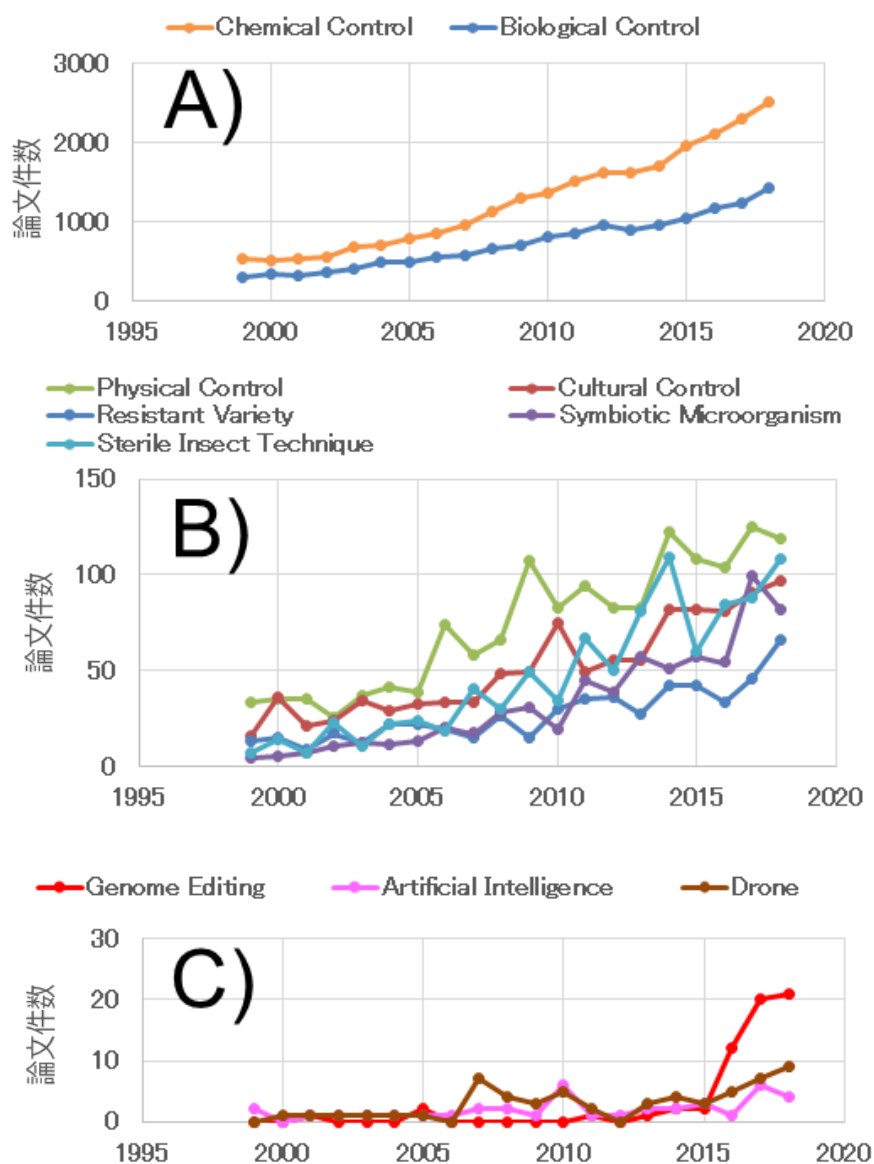 Chemical Control Biological Control
A)
3000
2000
1000
0
論文件数
1995 2000 2005 2010 2015 2020
Physical Control Cultural Control
Resistant Variety Symbiotic Microorganism
Sterile Insect Technique
B)
150
100
50
0
論文件数
1995 2000 2005 2010 2015 2020
Genome Editing Artificial Intelligence Drone
C)
30
20
10
0
論文件数
1995 2000 2005 2010 2015 2020